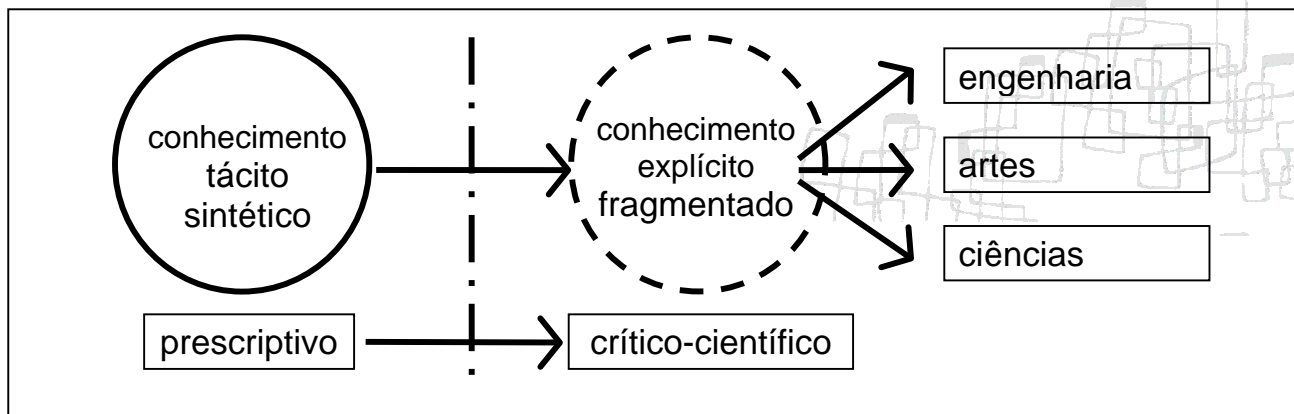 conhecimento
tácito
sintético
conhecimento
explícito
fragmentado
engenharia
artes
ciências
prescriptivo
crítico-científico